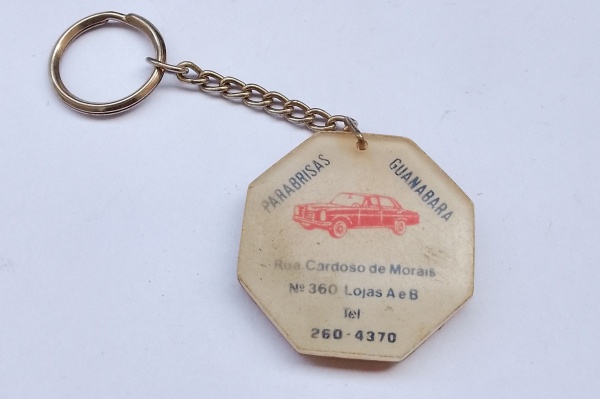 PARABRISAS GUANABARA
Rua Cardoso de Morais
Nº 360 Lojas A e B
Tel
260-4370